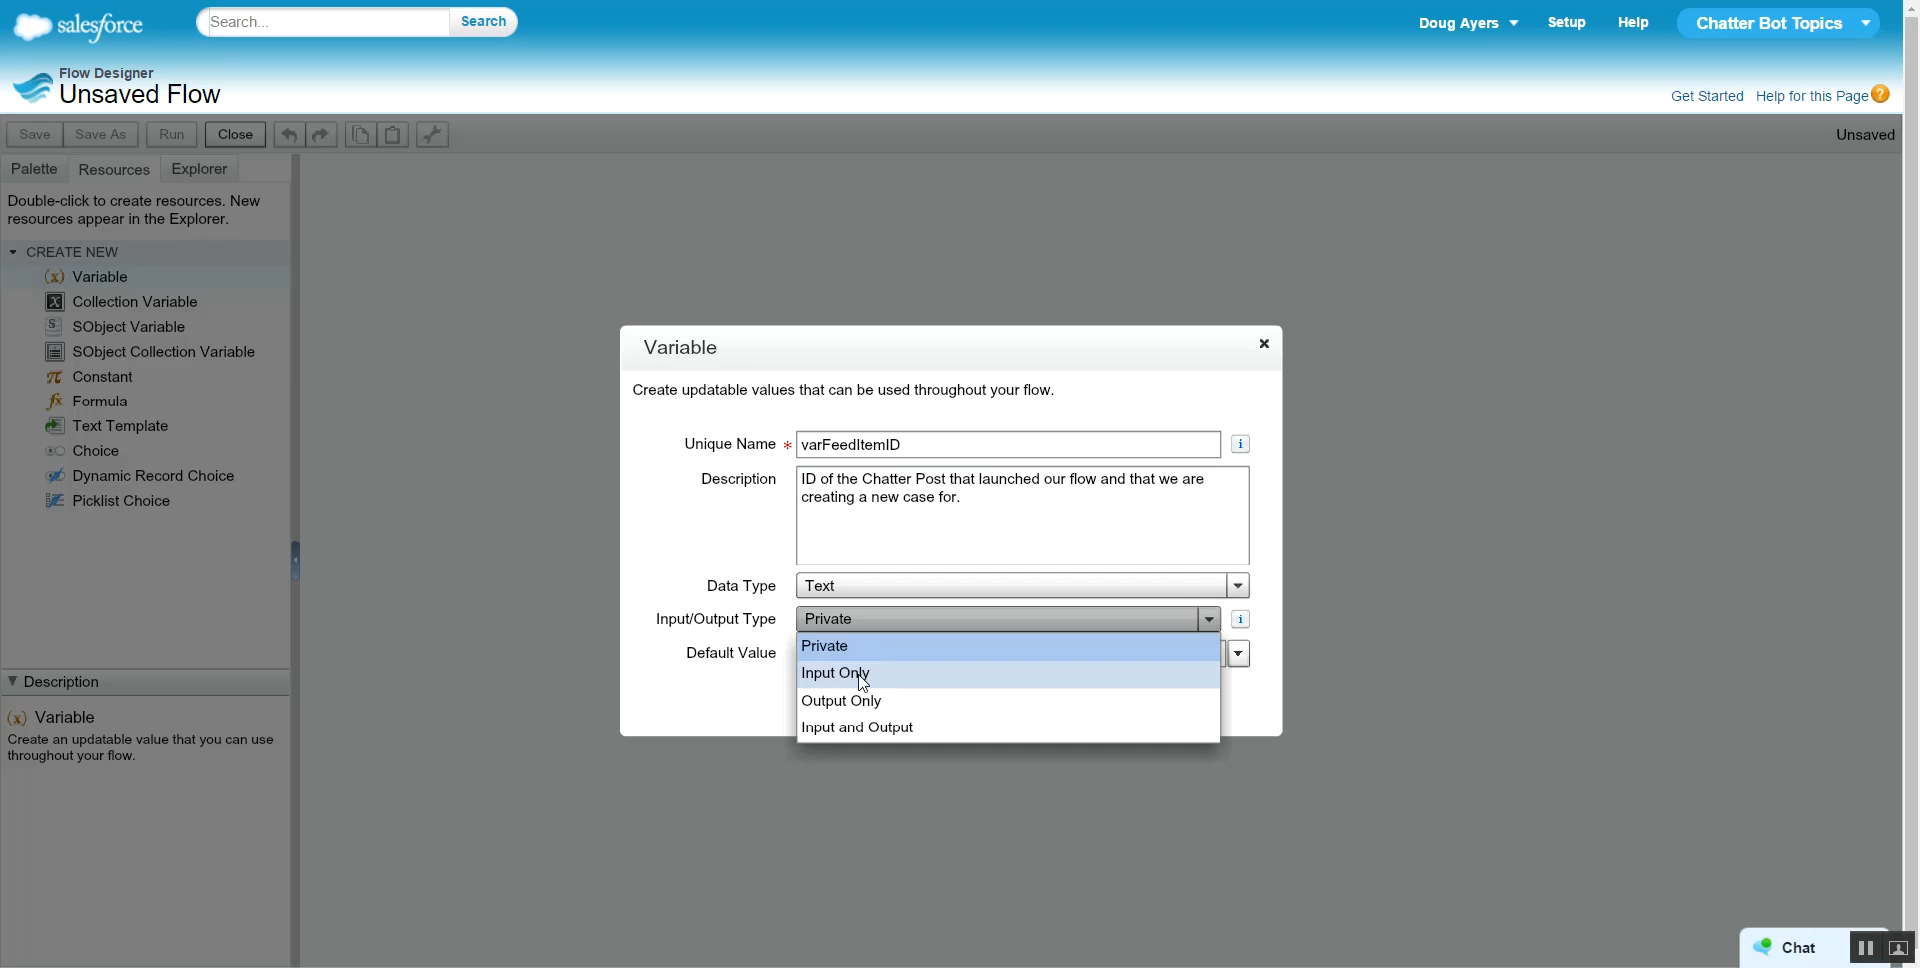 salesforce
Search...
Search
Doug Ayers
Setup
Help
Chatter Bot Topics
Flow Designer
Unsaved Flow
Get Started
Help for this Page
?
Save
Save As
Run
Close
Unsaved
Palette
Resources
Explorer
Double-click to create resources. New
resources appear in the Explorer.
CREATE NEW
(x) Variable
Collection Variable
SObject Variable
SObject Collection Variable
Constant
Formula
Text Template
Choice
Dynamic Record Choice
Picklist Choice
Description
(x) Variable
Create an updatable value that you can use
throughout your flow.
Variable
Create updatable values that can be used throughout your flow.
Unique Name * varFeedItemID
Description
ID of the Chatter Post that launched our flow and that we are
creating a new case for.
Data Type Text
Input/Output Type Private
Default Value
Private
Input Only
Output Only
Input and Output
Chat